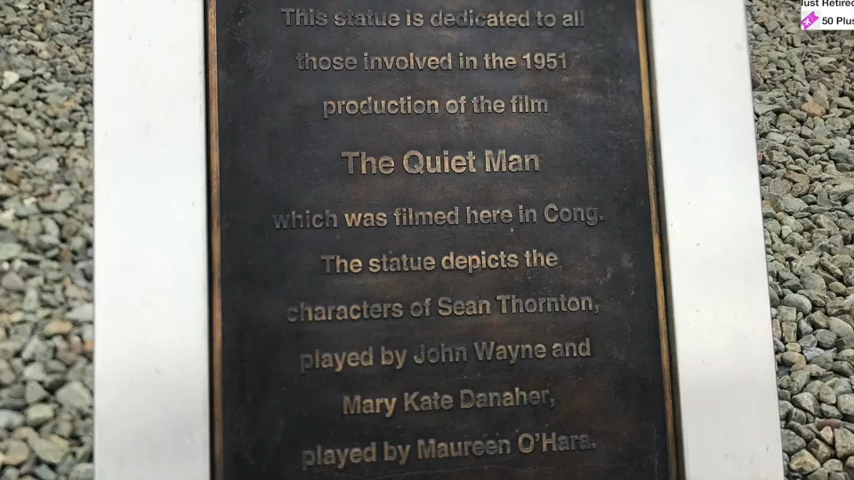 Just Retired
50 Plus
This statue is dedicated to all
those involved in the 1951
production of the film
The Quiet Man
which was filmed here in Cong.
The statue depicts the
characters of Sean Thornton,
played by John Wayne and
Mary Kate Danaher,
played by Maureen O'Hara.